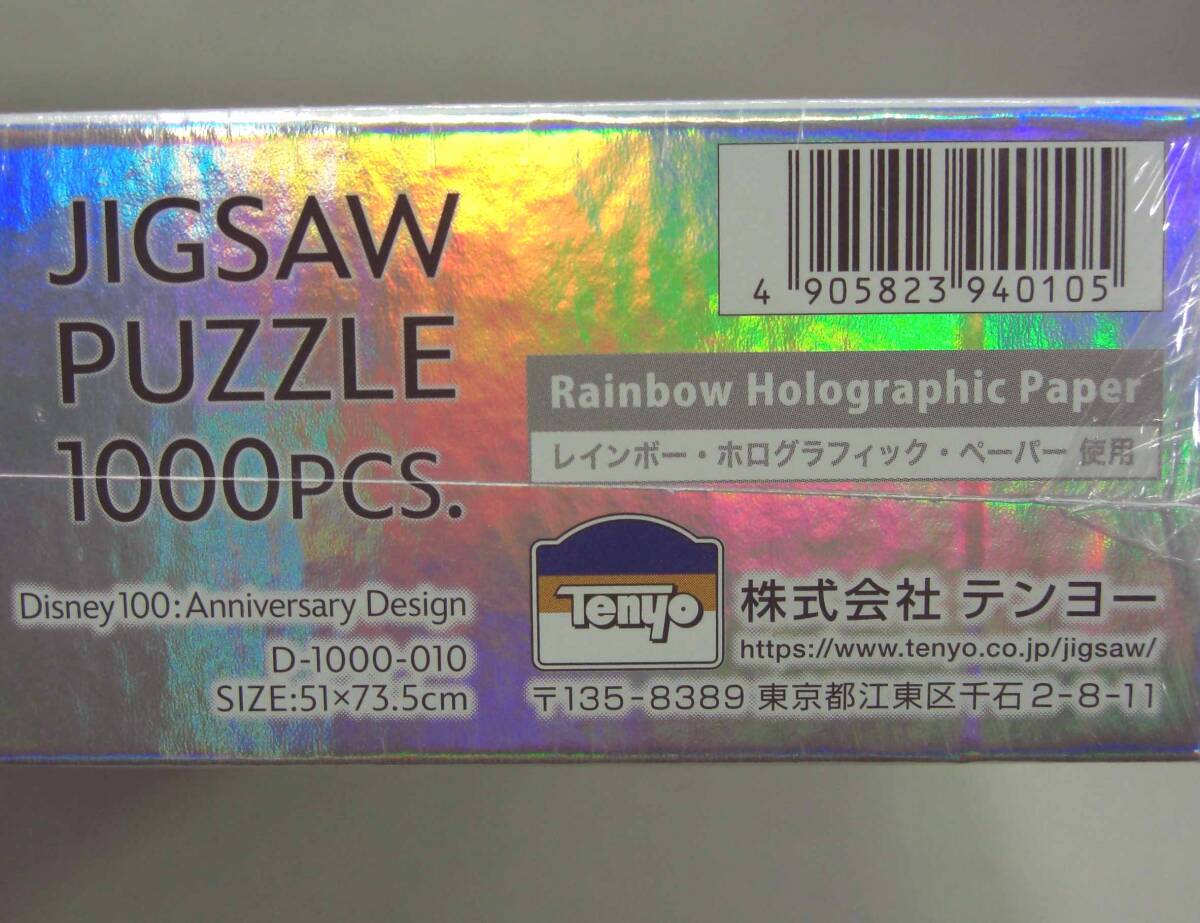 JIGSAW
PUZZLE
1000PCS.
Disney100: Anniversary Design
D-1000-010
SIZE:51×73.5cm
4 905823 940105
Rainbow Holographic Paper
レインボー・ホログラフィック・ペーパー 使用
Tenyo
株式会社 テンヨー
https://www.tenyo.co.jp/jigsaw/
〒135-8389 東京都江東区千石2-8-11